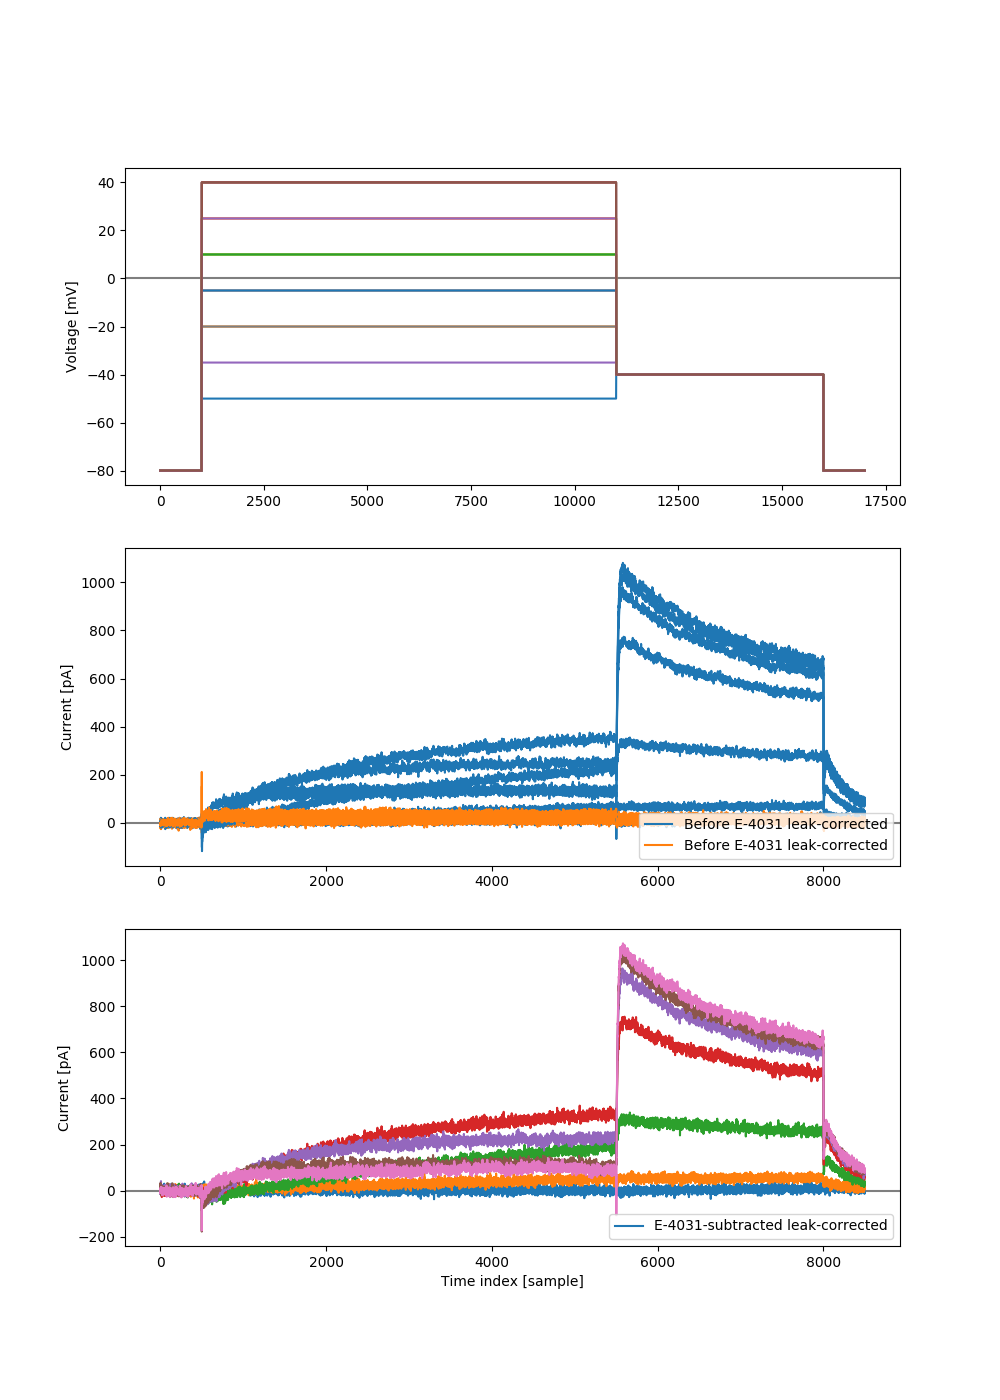 40
20
0
−20
−40
−60
−80
Voltage [mV]
0 2500 5000 7500 10000 12500 15000 17500
1000
800
600
400
200
0
Current [pA]
Before E-4031 leak-corrected
Before E-4031 leak-corrected
0 2000 4000 6000 8000
1000
800
600
400
200
0
−200
Current [pA]
E-4031-subtracted leak-corrected
0 2000 4000 6000 8000
Time index [sample]